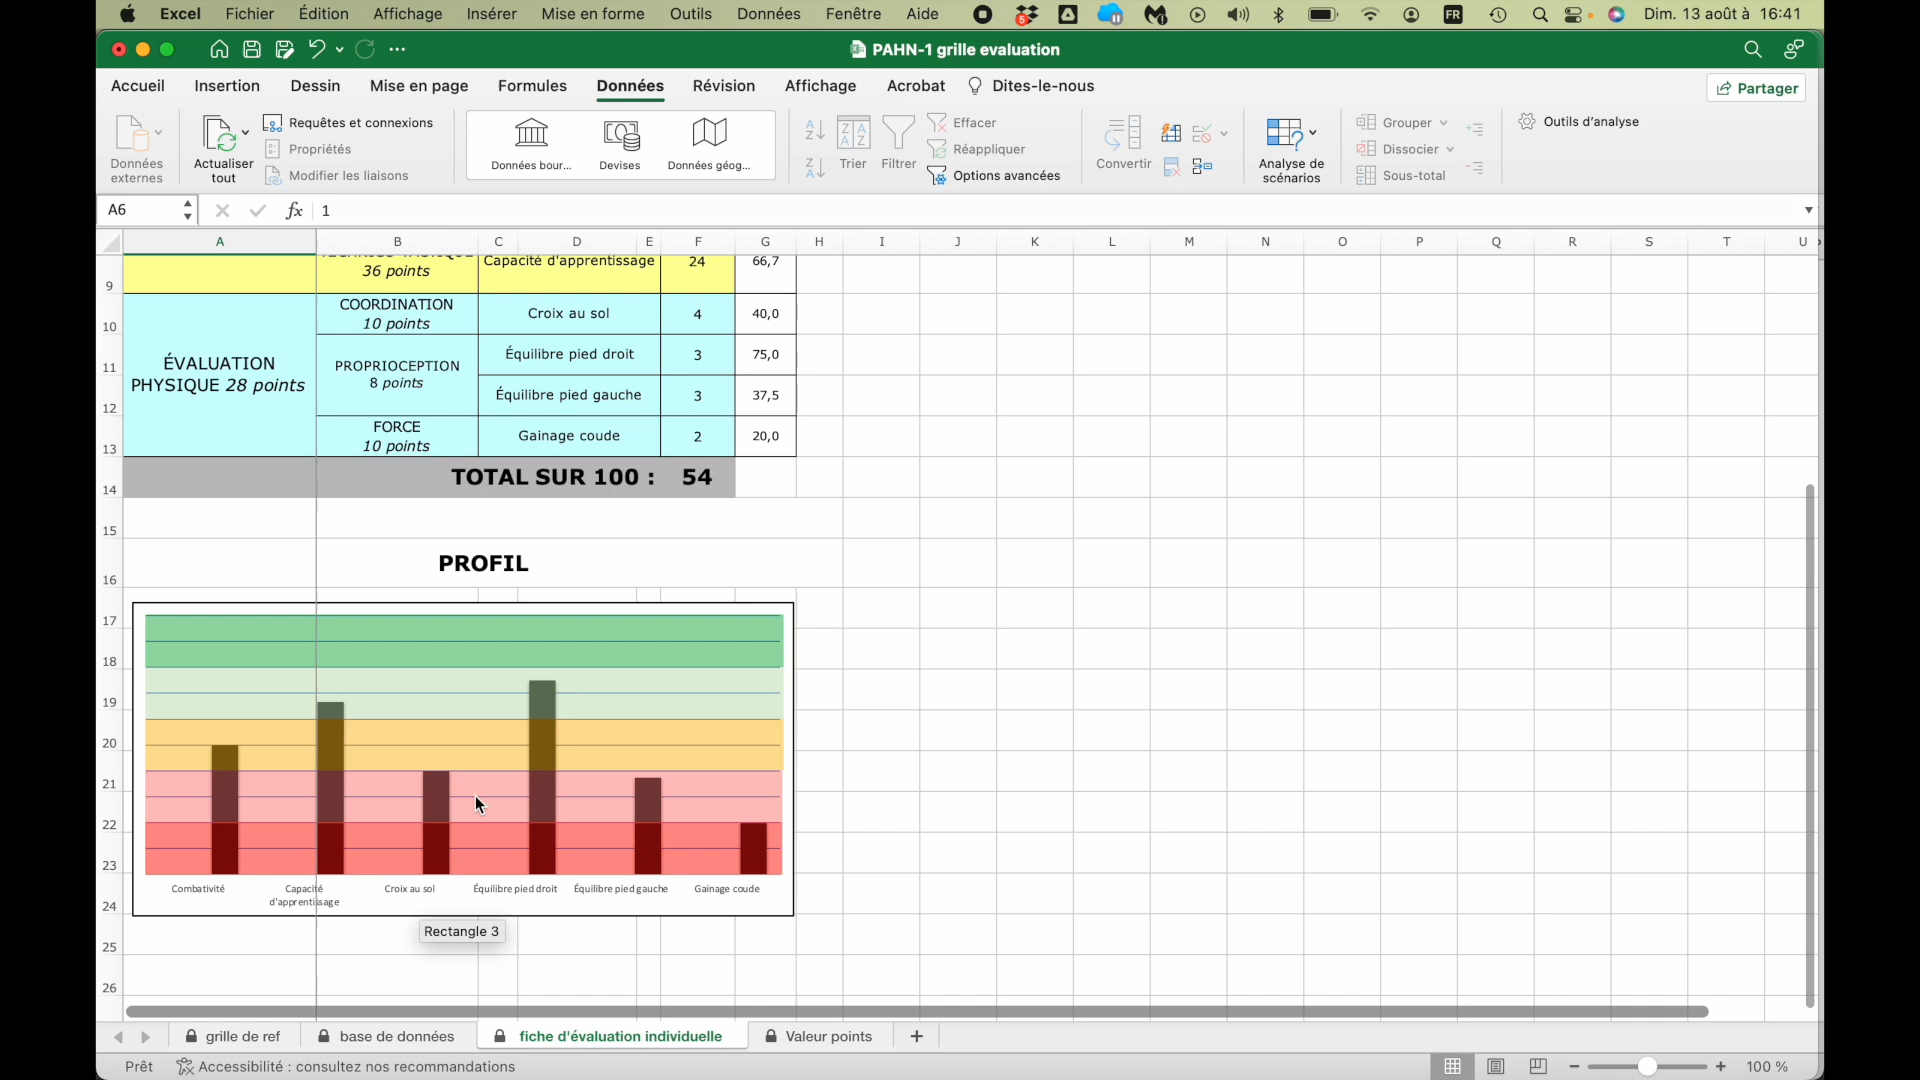 Excel Fichier Édition Affichage Insérer Mise en forme Outils Données Fenêtre Aide 5 FR Dim. 13 août à 16:41
PAHN-1 grille evaluation
Accueil Insertion Dessin Mise en page Formules Données Révision Affichage Acrobat Dites-le-nous Partager
Données externes
Actualiser tout
Requêtes et connexions
Propriétés
Modifier les liaisons
Données bour...
Devises
Données géog...
Trier
Filtrer
Effacer
Réappliquer
Options avancées
Convertir
Analyse de scénarios
Grouper
Dissocier
Sous-total
Outils d'analyse
A6 fx 1
A B C D E F G H I J K L M N O P Q R S T U
36 points Capacité d'apprentissage 24 66,7
9
COORDINATION
10 points
Croix au sol 4 40,0
10
ÉVALUATION
PHYSIQUE 28 points
PROPRIOCEPTION
8 points
Équilibre pied droit 3 75,0
11
Équilibre pied gauche 3 37,5
12
FORCE
10 points
Gainage coude 2 20,0
13
TOTAL SUR 100 : 54
14
15
PROFIL
16
17
18
19
20
21
22
23
Combativité Capacité d'apprentissage Croix au sol Équilibre pied droit Équilibre pied gauche Gainage coude
24
Rectangle 3
25
26
grille de ref base de données fiche d'évaluation individuelle Valeur points +
Prêt Accessibilité : consultez nos recommandations 100 %